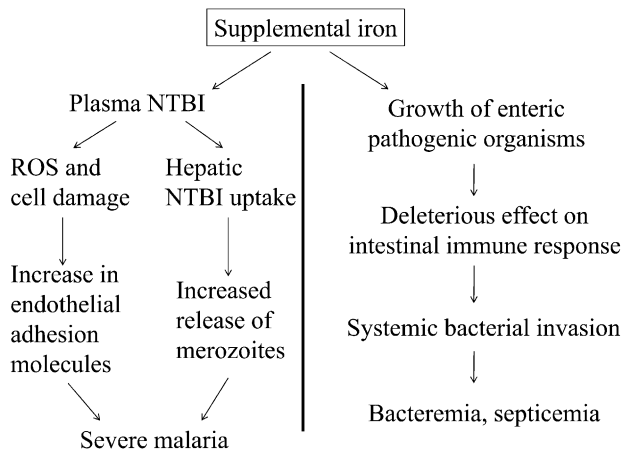 Supplemental iron
Plasma NTBI
ROS and
cell damage
Hepatic
NTBI uptake
Increase in
endothelial
adhesion
molecules
Increased
release of
merozoites
Severe malaria
Growth of enteric
pathogenic organisms
Deleterious effect on
intestinal immune response
Systemic bacterial invasion
Bacteremia, septicemia